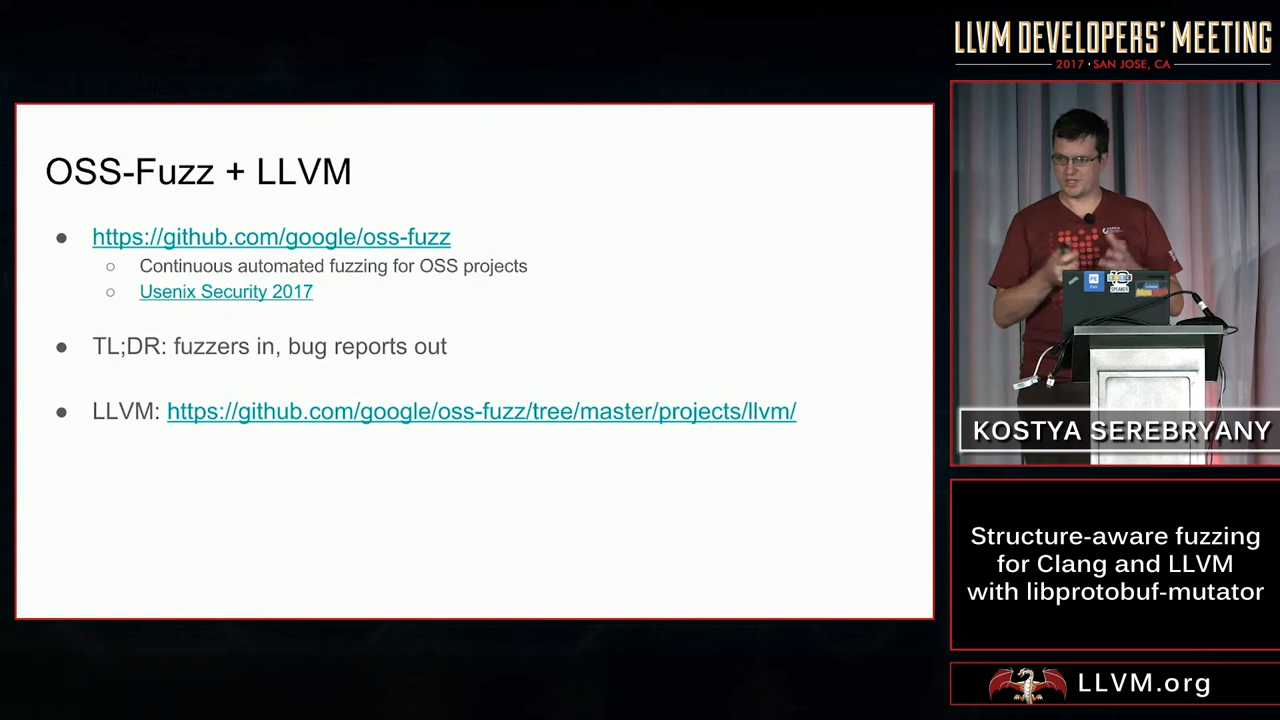 LLVM DEVELOPERS' MEETING
2017 • SAN JOSE, CA
OSS-Fuzz + LLVM
● https://github.com/google/oss-fuzz
○ Continuous automated fuzzing for OSS projects
○ Usenix Security 2017
● TL;DR: fuzzers in, bug reports out
● LLVM: https://github.com/google/oss-fuzz/tree/master/projects/llvm/
SPEAKER
KOSTYA SEREBRYANY
Structure-aware fuzzing
for Clang and LLVM
with libprotobuf-mutator
LLVM.org